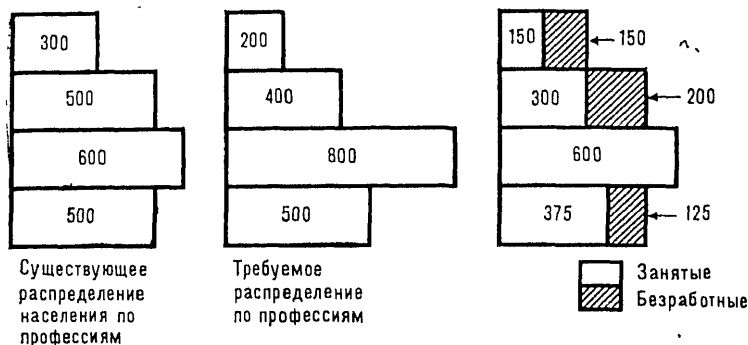 300
500
600
500
200
400
800
500
150
150
300
200
600
375
125
Существующее
распределение
населения по
профессиям
Требуемое
распределение
по профессиям
Занятые
Безработные